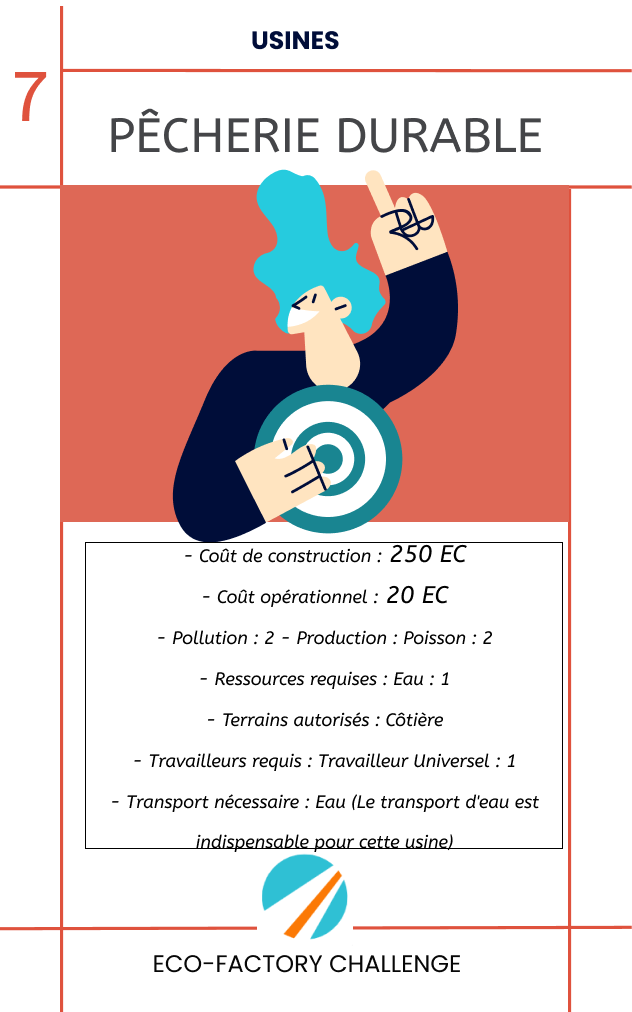 USINES
7
PÊCHERIE DURABLE
- Coût de construction : 250 EC
- Coût opérationnel : 20 EC
- Pollution : 2 - Production : Poisson : 2
- Ressources requises : Eau : 1
- Terrains autorisés : Côtière
- Travailleurs requis : Travailleur Universel : 1
- Transport nécessaire : Eau (Le transport d'eau est
indispensable pour cette usine)
ECO-FACTORY CHALLENGE